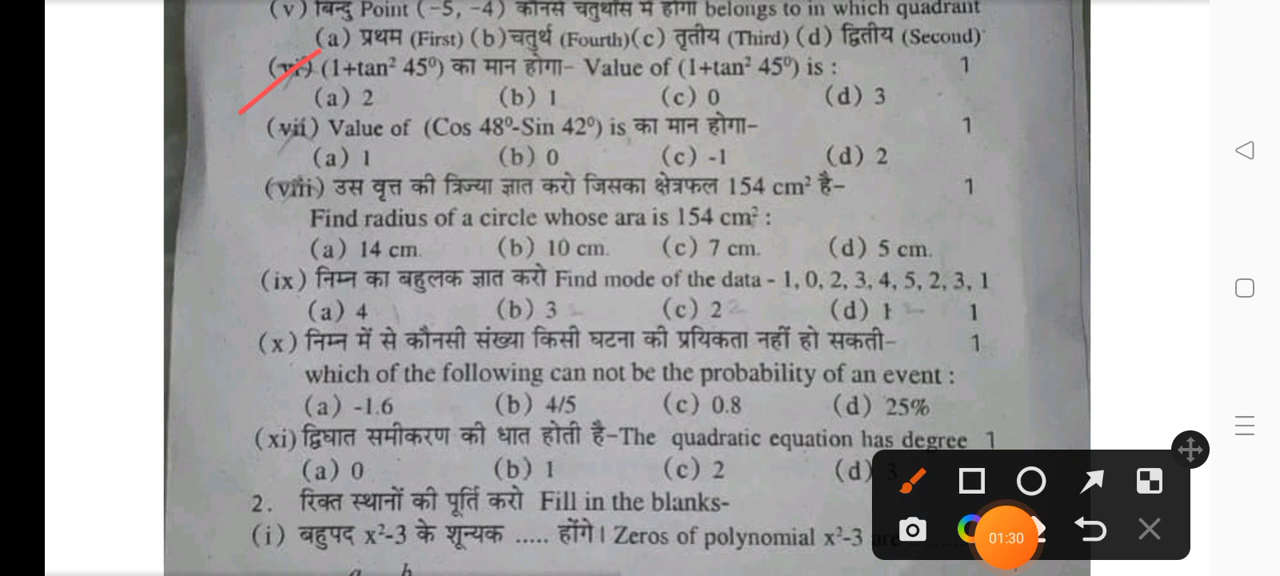 (v) बिन्दु Point (-5, -4) कौनसे चतुर्थांस में होगा belongs to in which quadrant
(a) प्रथम (First) (b) चतुर्थ (Fourth) (c) तृतीय (Third) (d) द्वितीय (Second)
(vi) (1+tan² 45⁰) का मान होगा- Value of (1+tan² 45⁰) is : 1
(a) 2 (b) 1 (c) 0 (d) 3
(vii) Value of (Cos 48⁰-Sin 42⁰) is का मान होगा- 1
(a) 1 (b) 0 (c) -1 (d) 2
(viii) उस वृत्त की त्रिज्या ज्ञात करो जिसका क्षेत्रफल 154 cm² है- 1
Find radius of a circle whose ara is 154 cm² :
(a) 14 cm. (b) 10 cm. (c) 7 cm. (d) 5 cm.
(ix) निम्न का बहुलक ज्ञात करो Find mode of the data - 1, 0, 2, 3, 4, 5, 2, 3, 1
(a) 4 (b) 3 (c) 2 (d) 1 1
(x) निम्न में से कौनसी संख्या किसी घटना की प्रयिकता नहीं हो सकती- 1
which of the following can not be the probability of an event :
(a) -1.6 (b) 4/5 (c) 0.8 (d) 25%
(xi) द्विघात समीकरण की धात होती है-The quadratic equation has degree 1
(a) 0 (b) 1 (c) 2 (d)
2. रिक्त स्थानों की पूर्ति करो Fill in the blanks-
(i) बहुपद x²-3 के शून्यक ..... होंगे। Zeros of polynomial x²-3
01:30